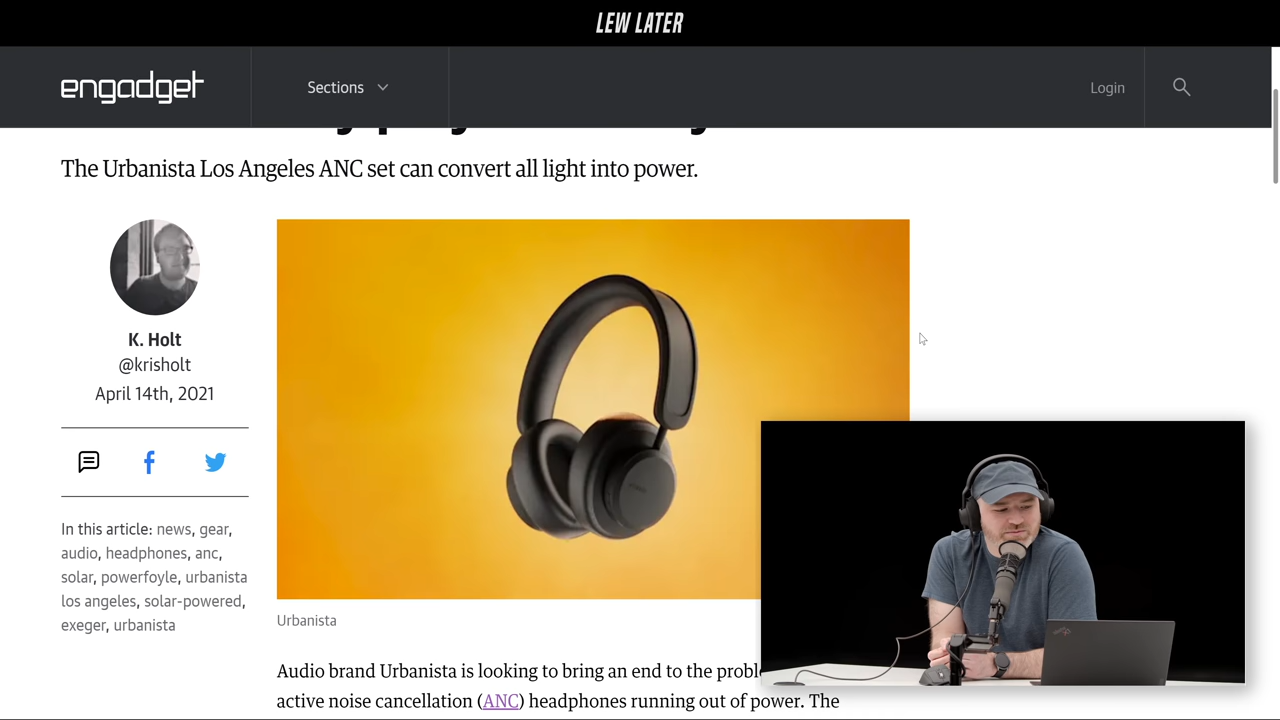 LEW LATER
engadget
Sections
Login
The Urbanista Los Angeles ANC set can convert all light into power.
K. Holt
@krisholt
April 14th, 2021
In this article: news, gear,
audio, headphones, anc,
solar, powerfoyle, urbanista
los angeles, solar-powered,
exeger, urbanista
Urbanista
Audio brand Urbanista is looking to bring an end to the
active noise cancellation (ANC) headphones running out of power. The